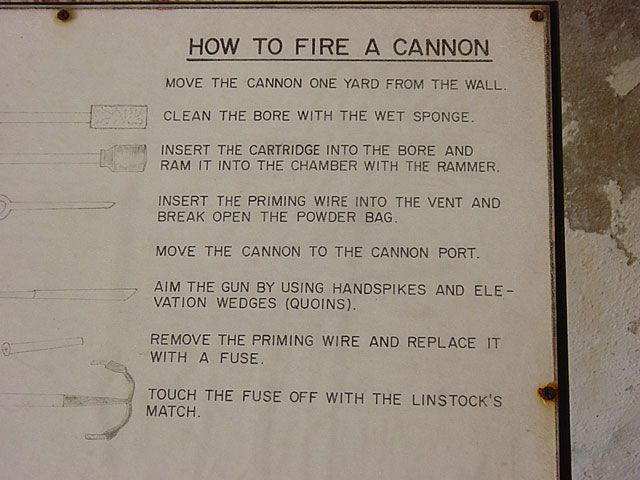 HOW TO FIRE A CANNON
MOVE THE CANNON ONE YARD FROM THE WALL.
CLEAN THE BORE WITH THE WET SPONGE.
INSERT THE CARTRIDGE INTO THE BORE AND
RAM IT INTO THE CHAMBER WITH THE RAMMER.
INSERT THE PRIMING WIRE INTO THE VENT AND
BREAK OPEN THE POWDER BAG.
MOVE THE CANNON TO THE CANNON PORT.
AIM THE GUN BY USING HANDSPIKES AND ELE-
VATION WEDGES (QUOINS).
REMOVE THE PRIMING WIRE AND REPLACE IT
WITH A FUSE.
TOUCH THE FUSE OFF WITH THE LINSTOCK'S
MATCH.